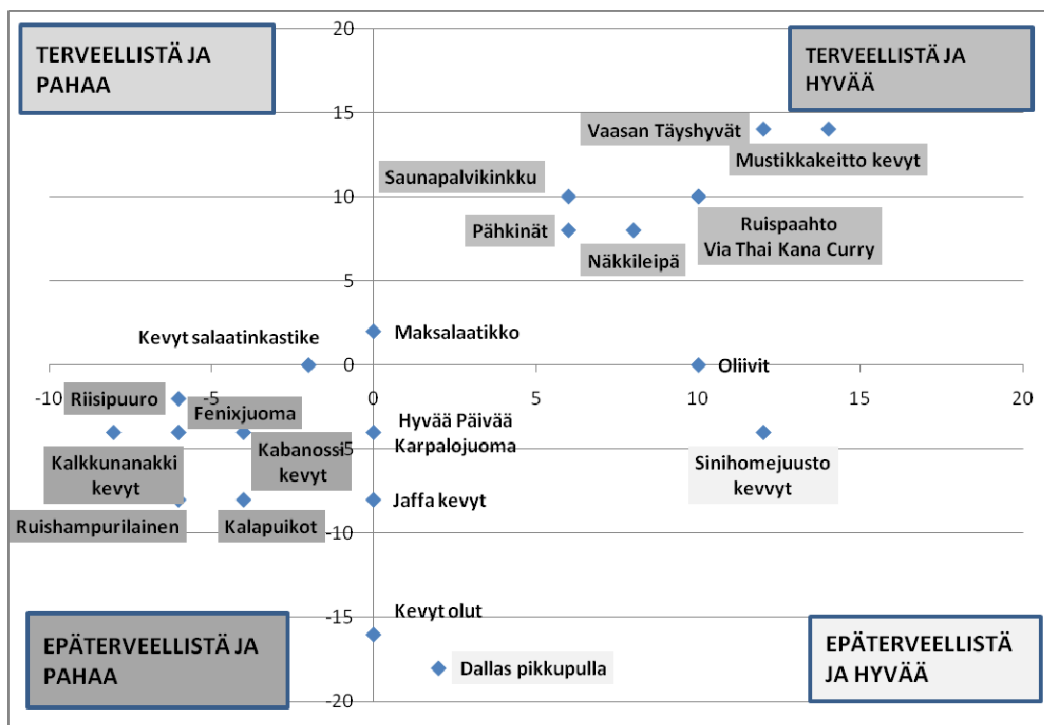 TERVEELLISTÄ JA
PAHAA
TERVEELLISTÄ JA
HYVÄÄ
20
15
10
5
0
-5
-10
-15
-20
-10
-5
0
5
10
15
20
Vaasan Täyshyvät
Mustikkakeitto kevyt
Saunapalvikinkku
Pähkinät
Näkkileipä
Ruispaahto
Via Thai Kana Curry
Kevyt salaatinkastike
Maksalaatikko
Oliivit
Riisipuuro
Fenixjuoma
Hyvää Päivää
Karpalojuoma
Kalkkunanakki
kevyt
Kabanossi
kevyt
Sinihomejuusto
kevvyt
Ruishampurilainen
Kalapuikot
Jaffa kevyt
Kevyt olut
Dallas pikkupulla
EPÄTERVEELLISTÄ JA
PAHAA
EPÄTERVEELLISTÄ
JA HYVÄÄ